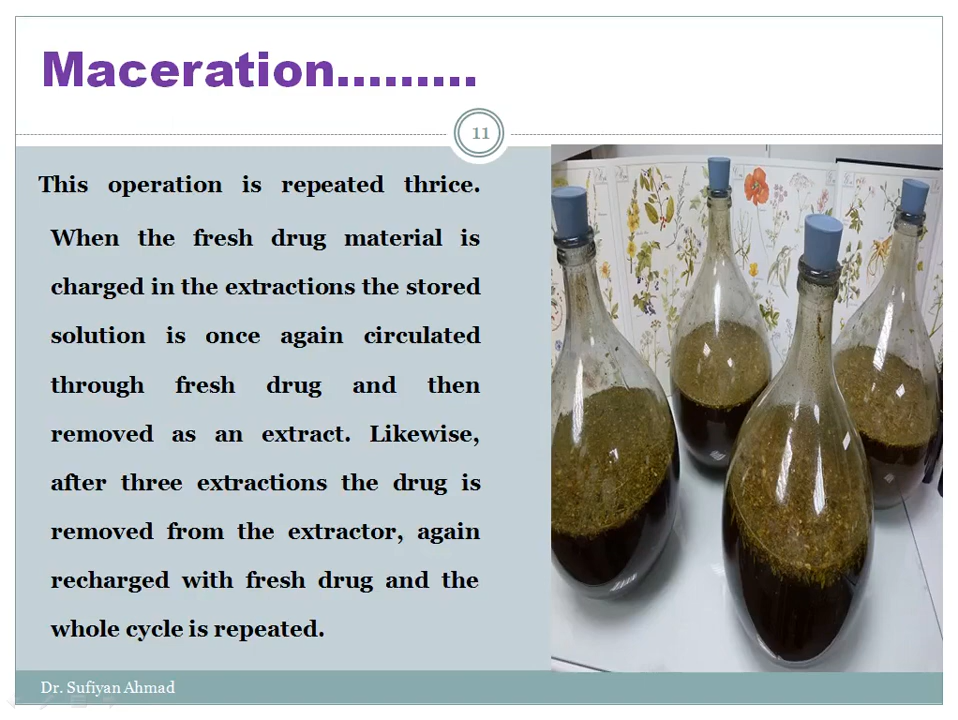 Maceration.........
11
This operation is repeated thrice.
When the fresh drug material is
charged in the extractions the stored
solution is once again circulated
through fresh drug and then
removed as an extract. Likewise,
after three extractions the drug is
removed from the extractor, again
recharged with fresh drug and the
whole cycle is repeated.
Dr. Sufiyan Ahmad